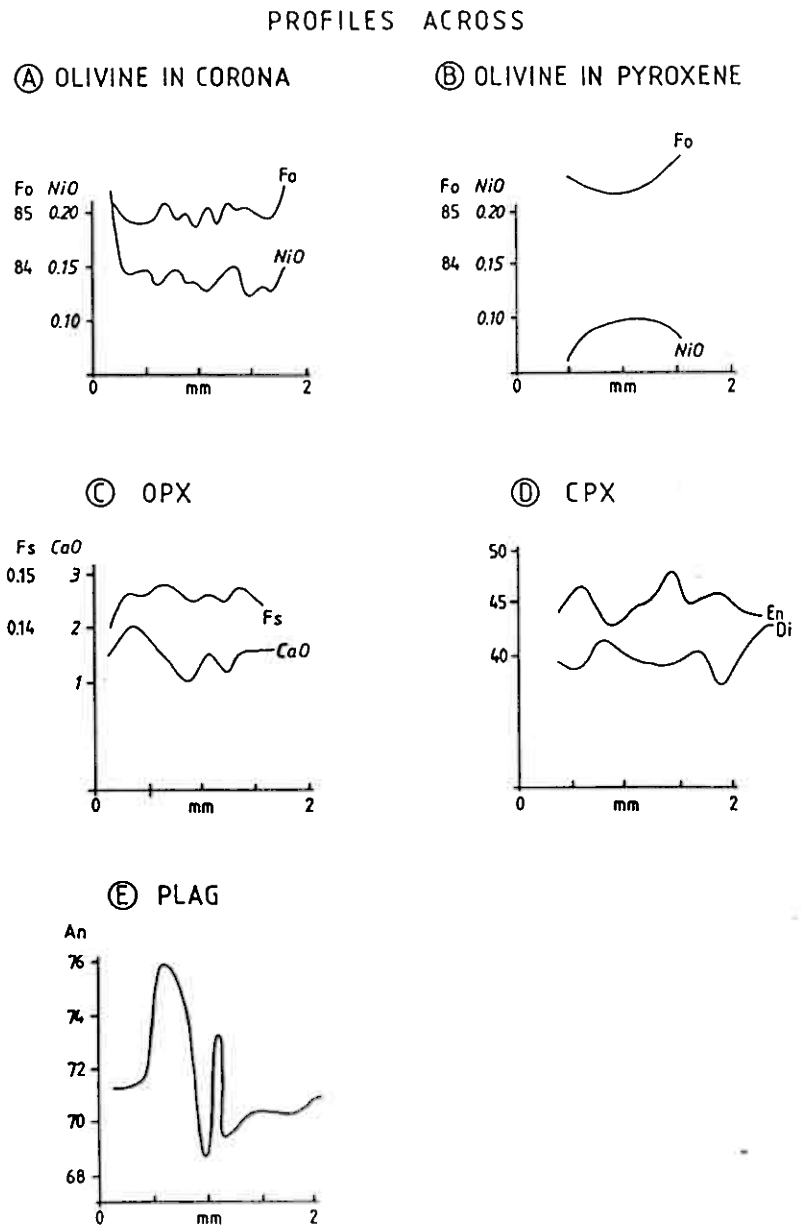 PROFILES ACROSS
Ⓐ OLIVINE IN CORONA
Fo NiO
85 0.20
84 0.15
0.10
Fo
NiO
0 mm 2
Ⓑ OLIVINE IN PYROXENE
Fo NiO
85 0.20
84 0.15
0.10
Fo
NiO
0 mm 2
Ⓒ OPX
Fs CaO
0.15 3
0.14 2
1
Fs
CaO
0 mm 2
Ⓓ CPX
50
45
40
En
Di
0 mm 2
Ⓔ PLAG
An
76
74
72
70
68
0 mm 2